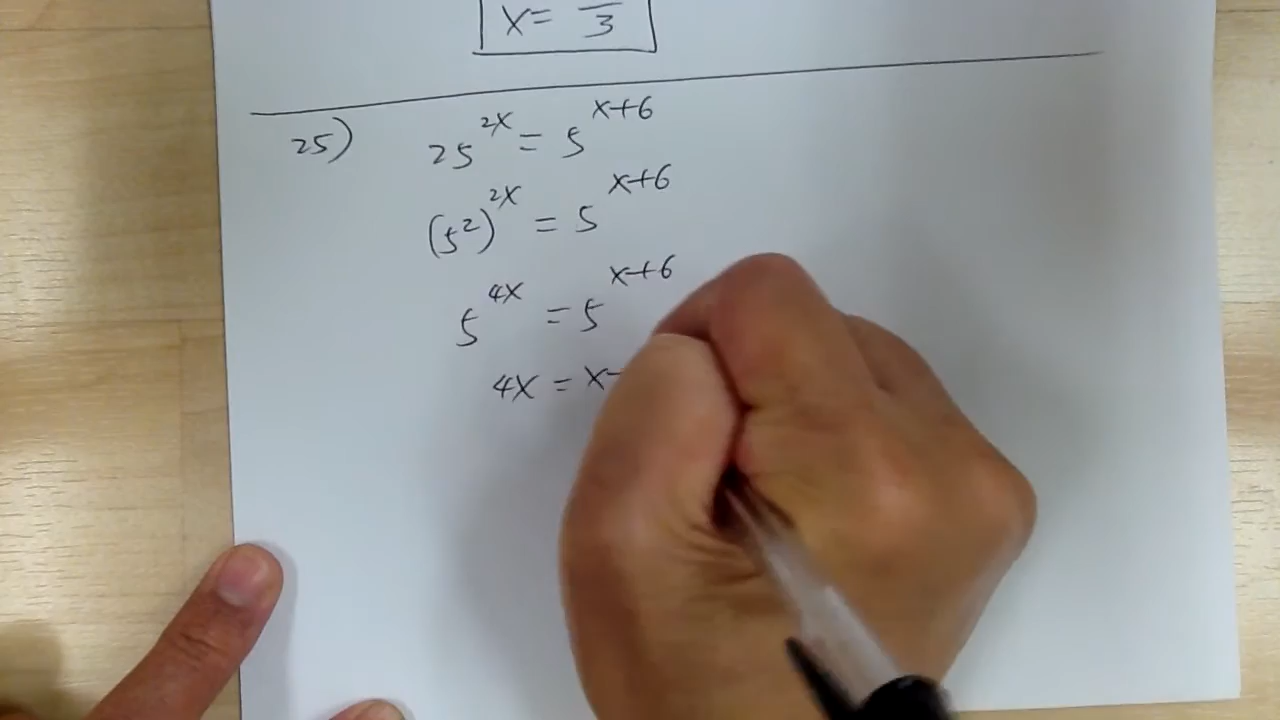 x = — 3
25) 25^{2x} = 5^{x+6}
(5^2)^{2x} = 5^{x+6}
5^{4x} = 5^{x+6}
4x = x